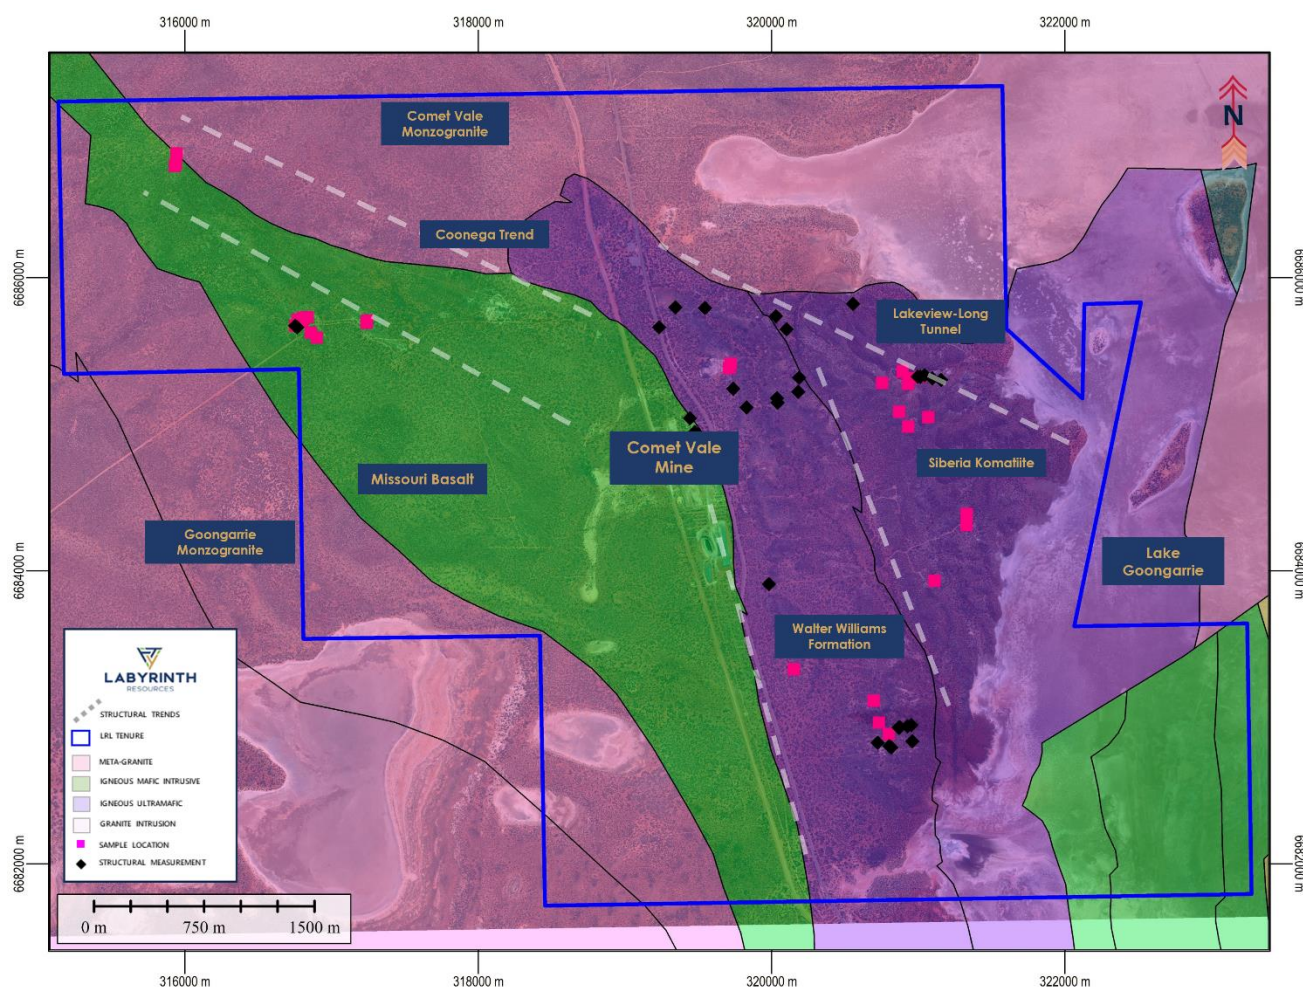 316000 m
318000 m
320000 m
322000 m
N
Comet Vale
Monzogranite
Coonega Trend
6686000 m
6686000 m
Lakeview-Long
Tunnel
Comet Vale
Mine
Siberia Komatiite
Missouri Basalt
Goongarrie
Monzogranite
Lake
Goongarrie
6684000 m
6684000 m
Walter Williams
Formation
LABYRINTH
RESOURCES
STRUCTURAL TRENDS
LRL TENURE
META-GRANITE
IGNEOUS MAFIC INTRUSIVE
IGNEOUS ULTRAMAFIC
GRANITE INTRUSION
SAMPLE LOCATION
STRUCTURAL MEASUREMENT
6682000 m
6682000 m
0 m
750 m
1500 m
316000 m
318000 m
320000 m
322000 m